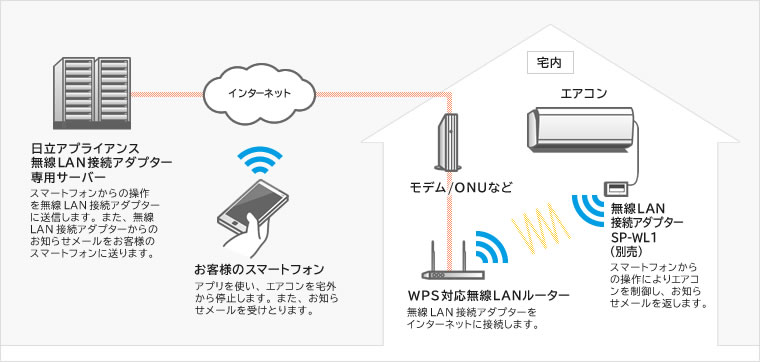 宅内
インターネット
エアコン
日立アプライアンス
無線LAN接続アダプター
専用サーバー
スマートフォンからの操作
を無線LAN接続アダプター
に送信します。また、無線
LAN接続アダプターからの
お知らせメールをお客様の
スマートフォンに送ります。
お客様のスマートフォン
アプリを使い、エアコンを宅外
から停止します。また、お知ら
せメールを受けとります。
モデム/ONUなど
WPS対応無線LANルーター
無線LAN接続アダプターを
インターネットに接続します。
無線LAN
接続アダプター
SP-WL1
(別売)
スマートフォンから
の操作によりエアコ
ンを制御し、お知ら
せメールを返します。